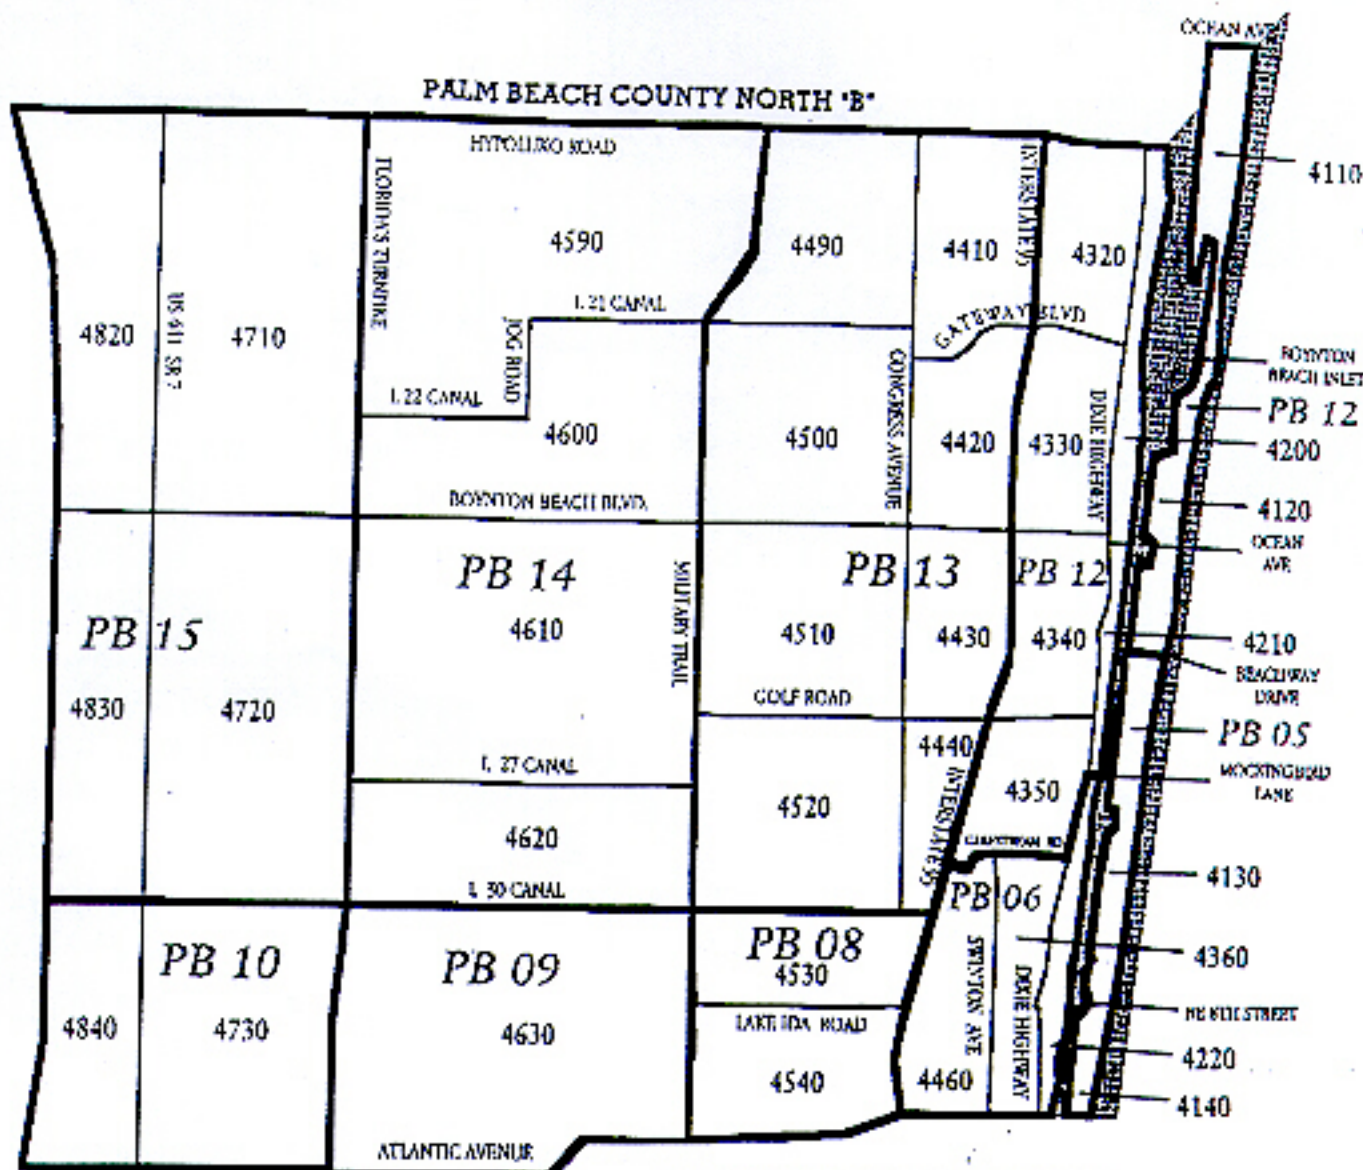 OCEAN AVE
PALM BEACH COUNTY NORTH "B"
HYPOLUXO ROAD
4110
FLORIDA'S TURNPIKE
INTERSTATE 95
4590
4490
4410
4320
L 21 CANAL
GATEWAY BLVD
4820
US 441 SR 7
4710
JOG ROAD
CONGRESS AVENUE
BOYNTON
BEACH INLET
L 22 CANAL
PB 12
4600
4500
4420
4330
DIXIE HIGHWAY
4200
BOYNTON BEACH BLVD.
4120
OCEAN
AVE
PB 14
PB 13
PB 12
MILITARY TRAIL
PB 15
4610
4510
4430
4340
4210
BEACHWAY
DRIVE
4830
4720
GOLF ROAD
4440
PB 05
L 27 CANAL
INTERSTATE 95
MOCKINGBIRD
LANE
4350
4520
4620
4130
L 30 CANAL
PB 06
PB 10
PB 09
PB 08
4530
SWINTON AVE
DIXIE HIGHWAY
4360
NE 8TH STREET
4840
4730
4630
LAKE IDA ROAD
4540
4460
4220
4140
ATLANTIC AVENUE